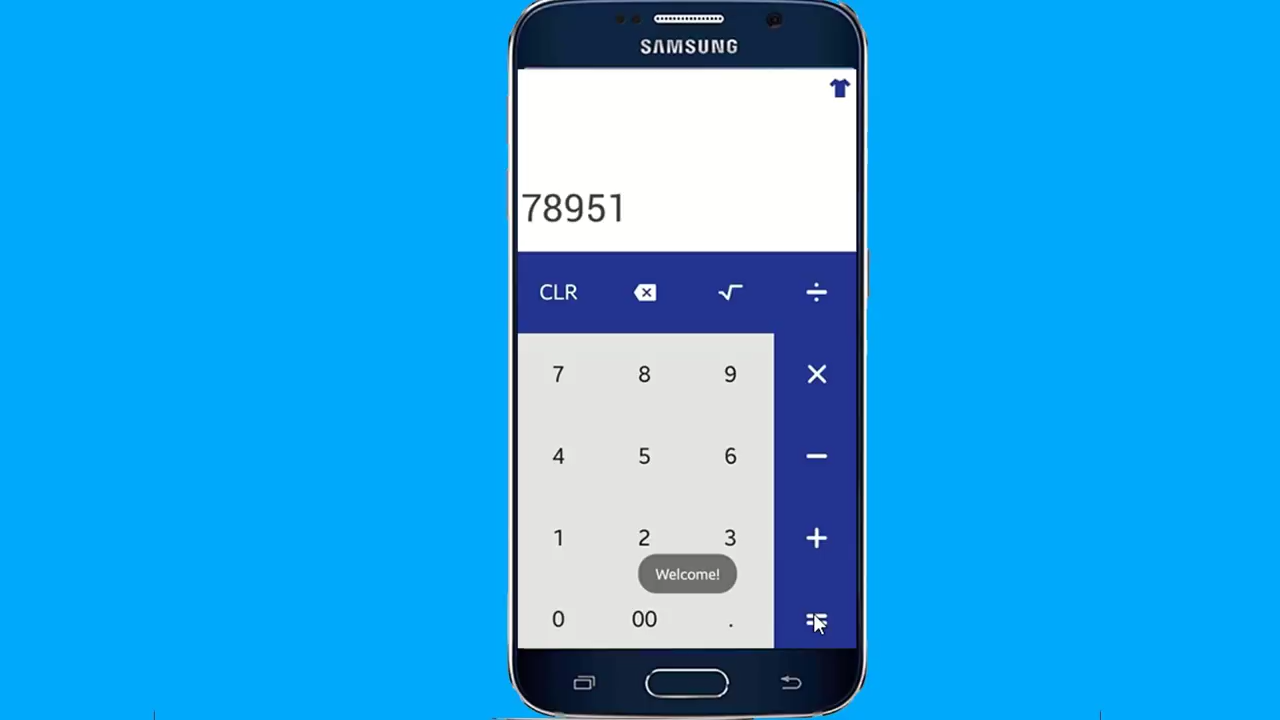 SAMSUNG
78951
CLR √ ÷
7 8 9 ×
4 5 6 −
1 2 3 +
Welcome!
0 00 . =